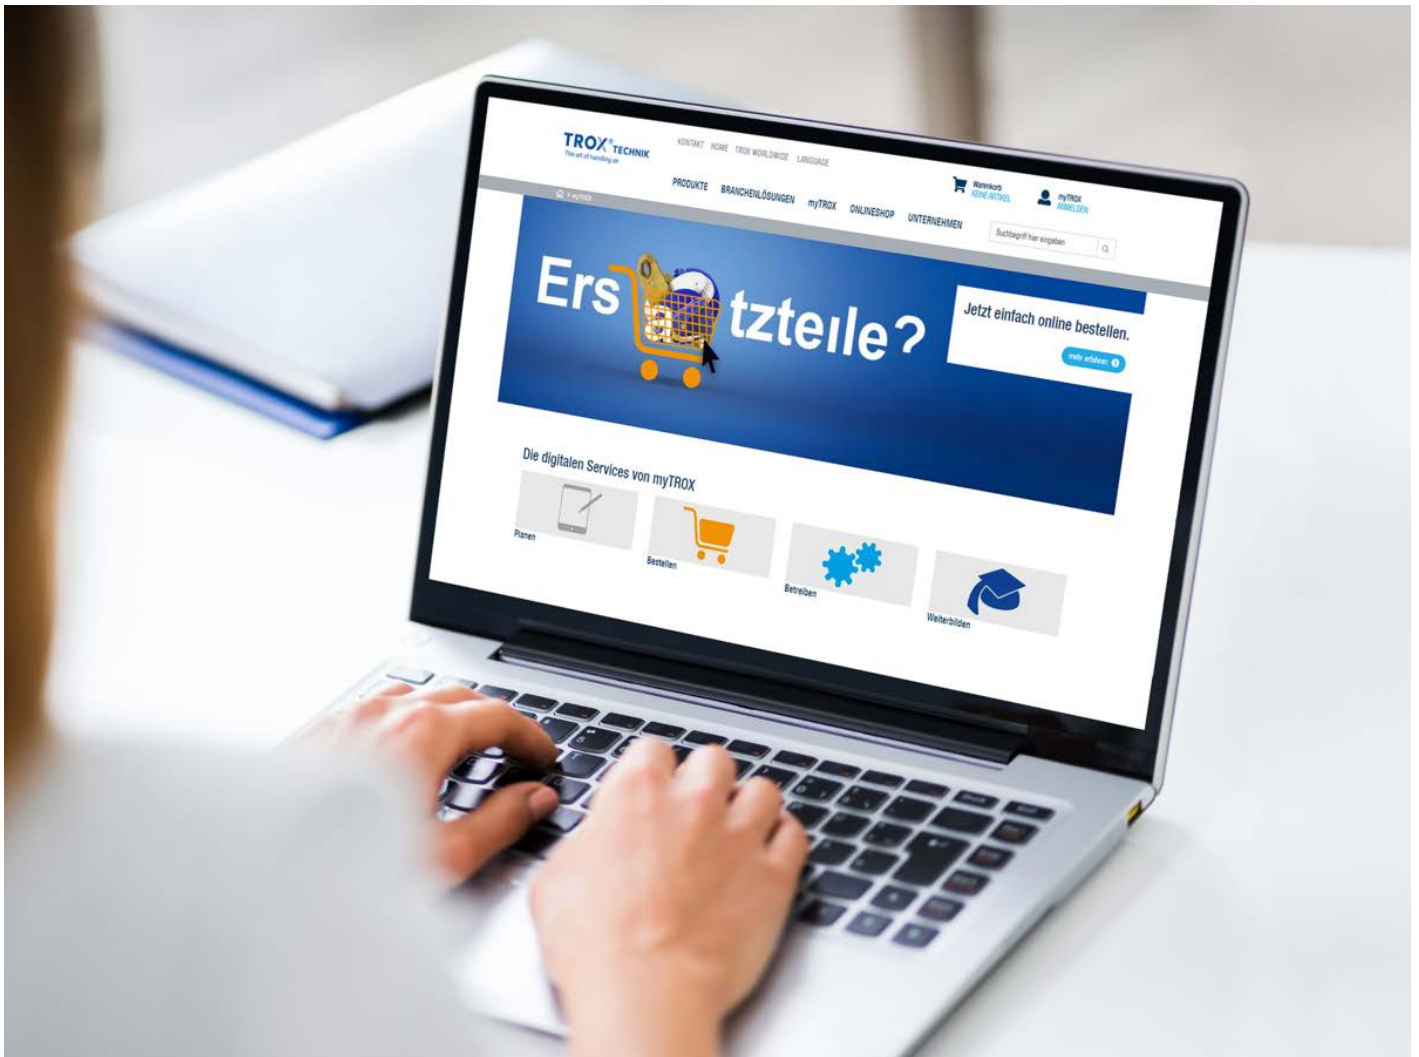 TROX® TECHNIK
The art of handling air
KONTAKT HOME TROX WORLDWIDE LANGUAGE
Warenkorb
KEINE ARTIKEL
myTROX
ANMELDEN
PRODUKTE BRANCHENLÖSUNGEN myTROX ONLINESHOP UNTERNEHMEN
Suchbegriff hier eingeben
> myTROX
Ers tzteile?
Jetzt einfach online bestellen.
mehr erfahren
Die digitalen Services von myTROX
Planen
Bestellen
Betreiben
Weiterbilden